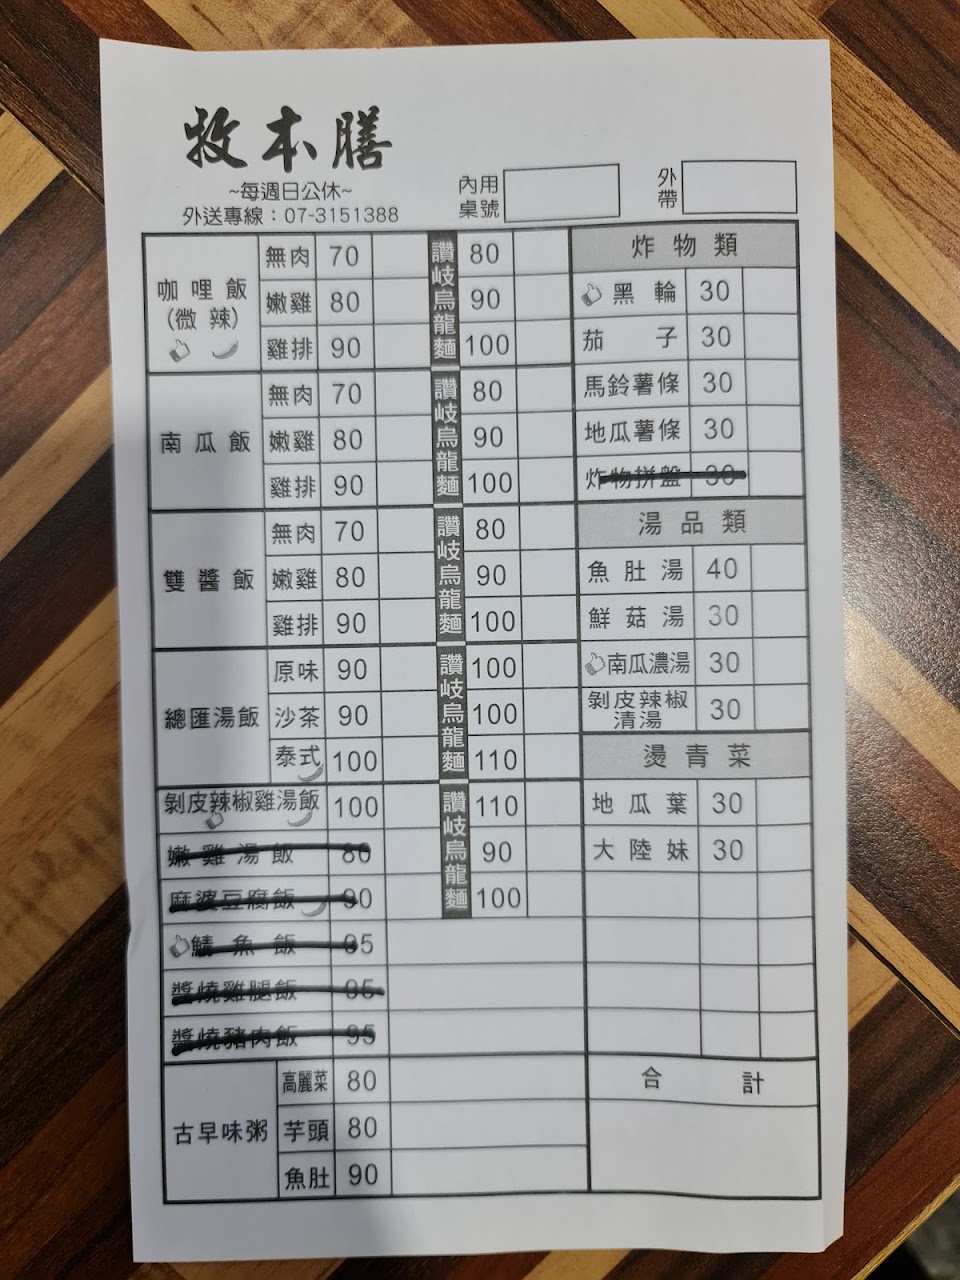 牧本膳
~每週日公休~
外送專線：07-3151388
內用
桌號
外
帶
咖哩飯
(微辣)
無肉 70 讚岐烏龍麵 80
嫩雞 80 90
雞排 90 100
南瓜飯
無肉 70 讚岐烏龍麵 80
嫩雞 80 90
雞排 90 100
雙醬飯
無肉 70 讚岐烏龍麵 80
嫩雞 80 90
雞排 90 100
總匯湯飯
原味 90 讚岐烏龍麵 100
沙茶 90 100
泰式 100 110
剝皮辣椒雞湯飯 100 讚岐烏龍麵 110
嫩雞湯飯 80 90
麻婆豆腐飯 90 100
鯖魚飯 95
醬燒雞腿飯 95
醬燒豬肉飯 95
古早味粥
高麗菜 80
芋頭 80
魚肚 90
炸物類
黑輪 30
茄子 30
馬鈴薯條 30
地瓜薯條 30
炸物拼盤 30
湯品類
魚肚湯 40
鮮菇湯 30
南瓜濃湯 30
剝皮辣椒
清湯 30
燙青菜
地瓜葉 30
大陸妹 30
合計